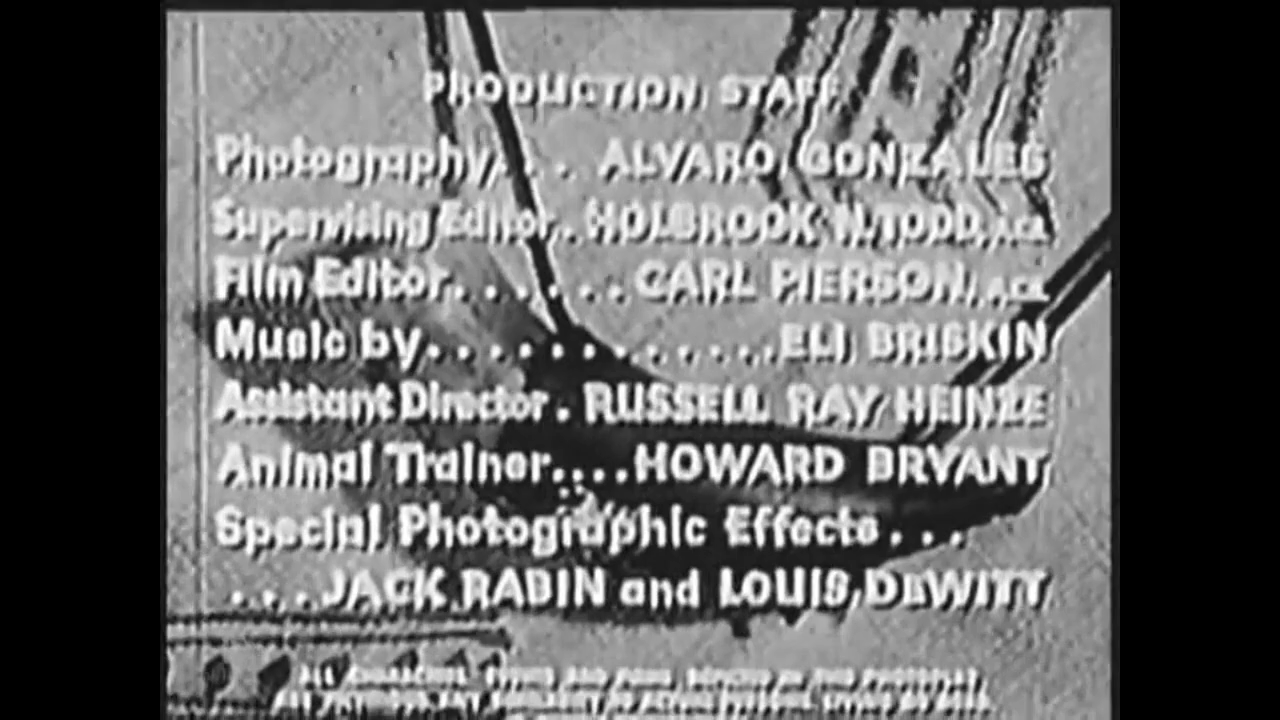 PRODUCTION STAFF
Photography. . . ALVARO GONZALES
Supervising Editor. . HOLBROOK N. TODD, A.C.E.
Film Editor. . . . . . CARL PIERSON, A.C.E.
Music by. . . . . . . . . . . . ELI BRISKIN
Assistant Director . RUSSELL RAY HEINZE
Animal Trainer. . . . HOWARD BRYANT
Special Photographic Effects . . .
. . . JACK RABIN and LOUIS DeWITT